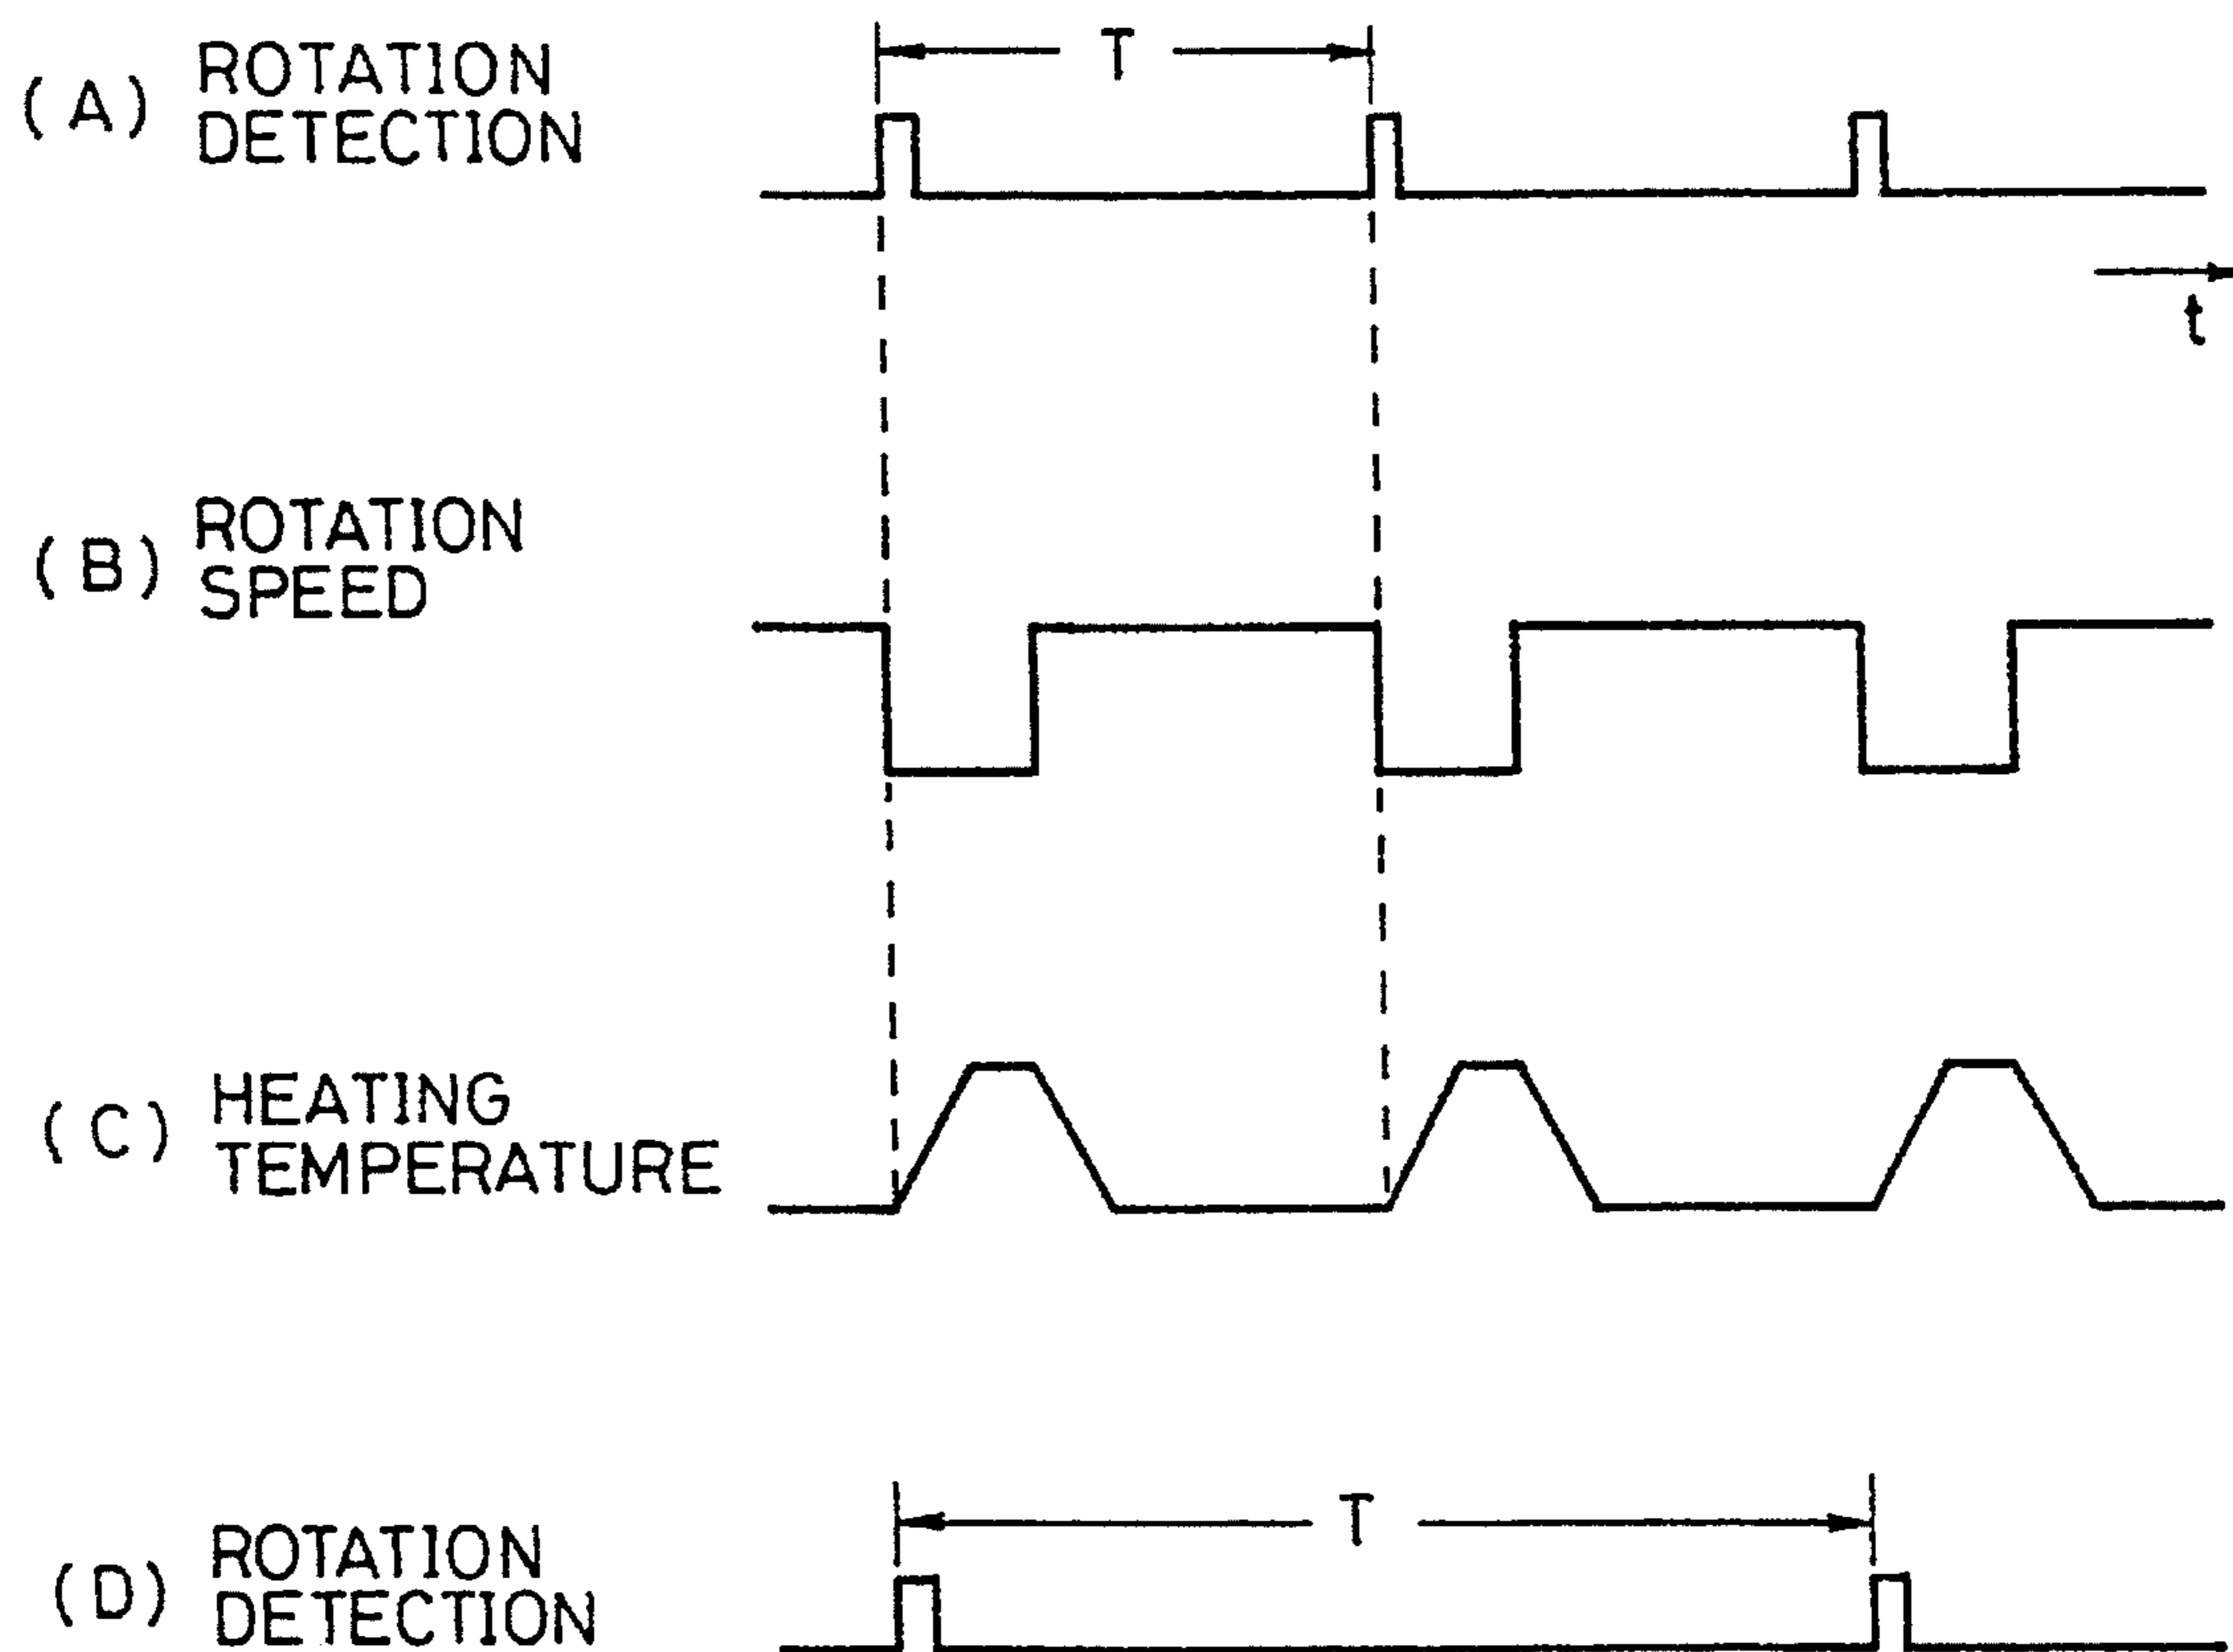 (A) ROTATION
DETECTION
T
t
(B) ROTATION
SPEED
(C) HEATING
TEMPERATURE
(D) ROTATION
DETECTION
T